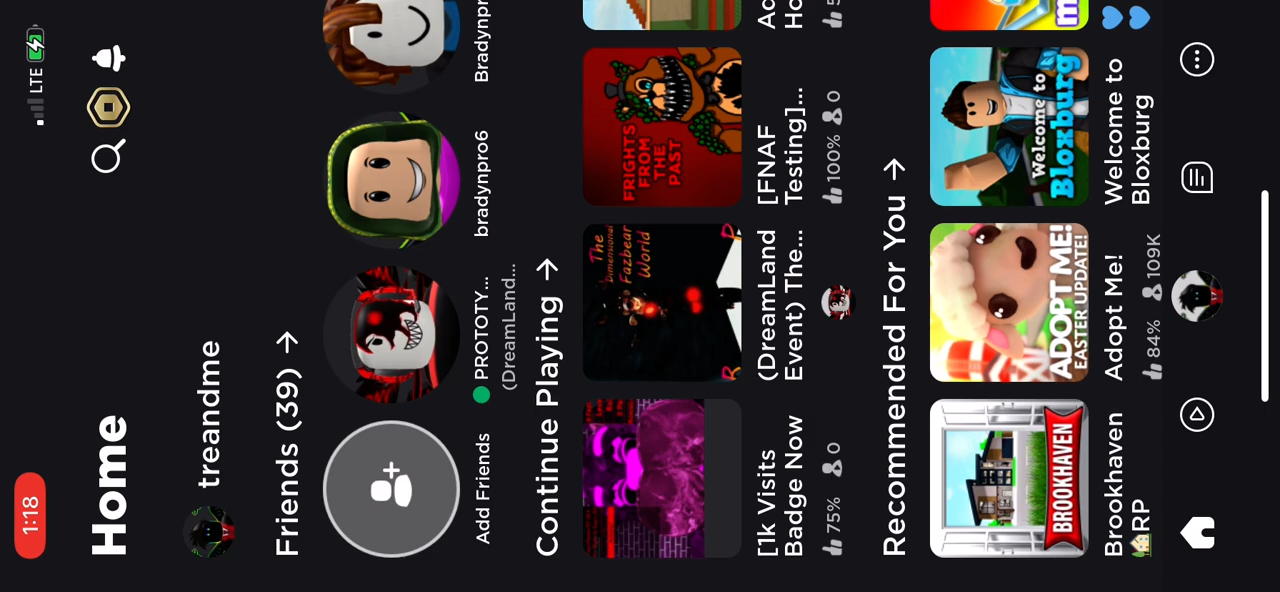 1:18
LTE
Home
treandme
Friends (39) →
Add Friends
PROTOTY...
(DreamLand...
bradynpro6
Bradynpr
Continue Playing →
[1k Visits
Badge Now
75% 0
The
Dimensional
Fazbear
World
(DreamLand
Event) The...
FRIGHTS
FROM
THE
PAST
[FNAF
Testing]...
100% 0
Ho
Recommended For You →
BROOKHAVEN
Brookhaven
🏡RP
ADOPT ME!
EASTER UPDATE!
Adopt Me!
84% 109K
Welcome to
Bloxburg
Welcome to
Bloxburg
💙💙